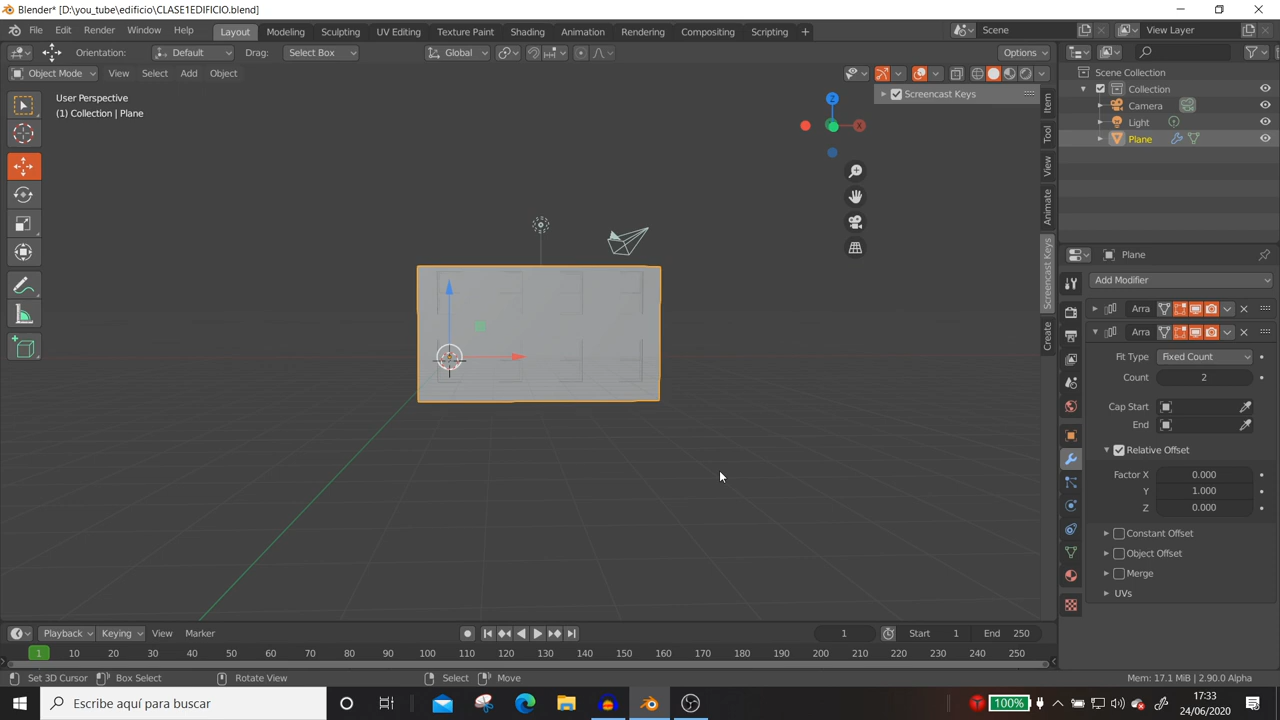 Blender* [D:\you_tube\edificio\CLASE1EDIFICIO.blend]
File Edit Render Window Help Layout Modeling Sculpting UV Editing Texture Paint Shading Animation Rendering Compositing Scripting + Scene View Layer
Orientation: Default Drag: Select Box Global Options
Object Mode View Select Add Object
Scene Collection
Collection
Camera
Light
Plane
User Perspective
(1) Collection | Plane
Screencast Keys
Z
X
Item
Tool
View
Animate
Screencast Keys
Create
Plane
Add Modifier
Arra
Arra
Fit Type Fixed Count
Count 2
Cap Start
End
Relative Offset
Factor X 0.000
Y 1.000
Z 0.000
Constant Offset
Object Offset
Merge
UVs
Playback Keying View Marker 1 Start 1 End 250
1 10 20 30 40 50 60 70 80 90 100 110 120 130 140 150 160 170 180 190 200 210 220 230 240 250
Set 3D Cursor Box Select Rotate View Select Move Mem: 17.1 MiB | 2.90.0 Alpha
Escribe aquí para buscar 100% 17:33
24/06/2020